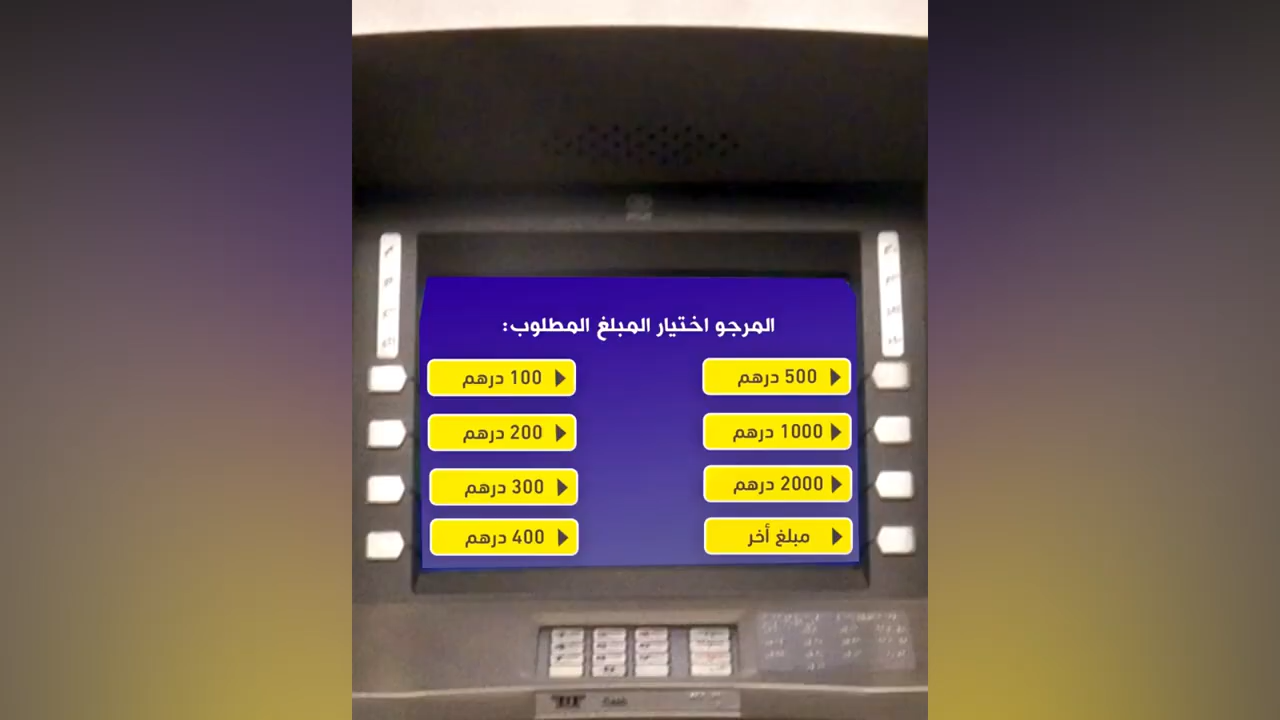 المرجو اختيار المبلغ المطلوب:
500 درهم
100 درهم
1000 درهم
200 درهم
2000 درهم
300 درهم
مبلغ أخر
400 درهم